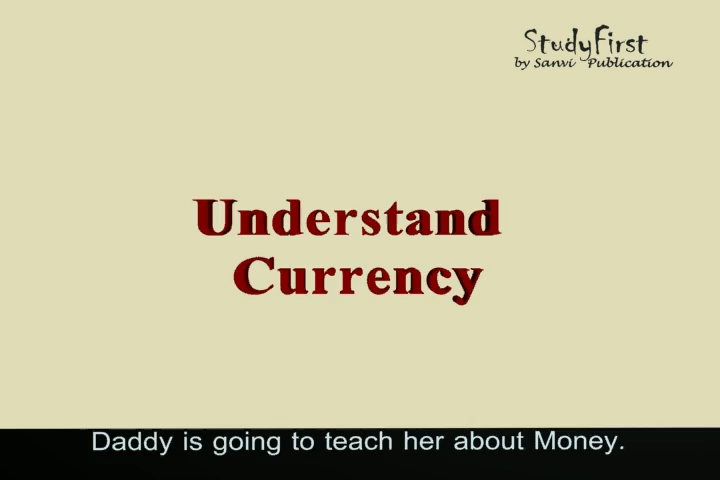 StudyFirst
by Sanvi Publication
Understand
Currency
Daddy is going to teach her about Money.